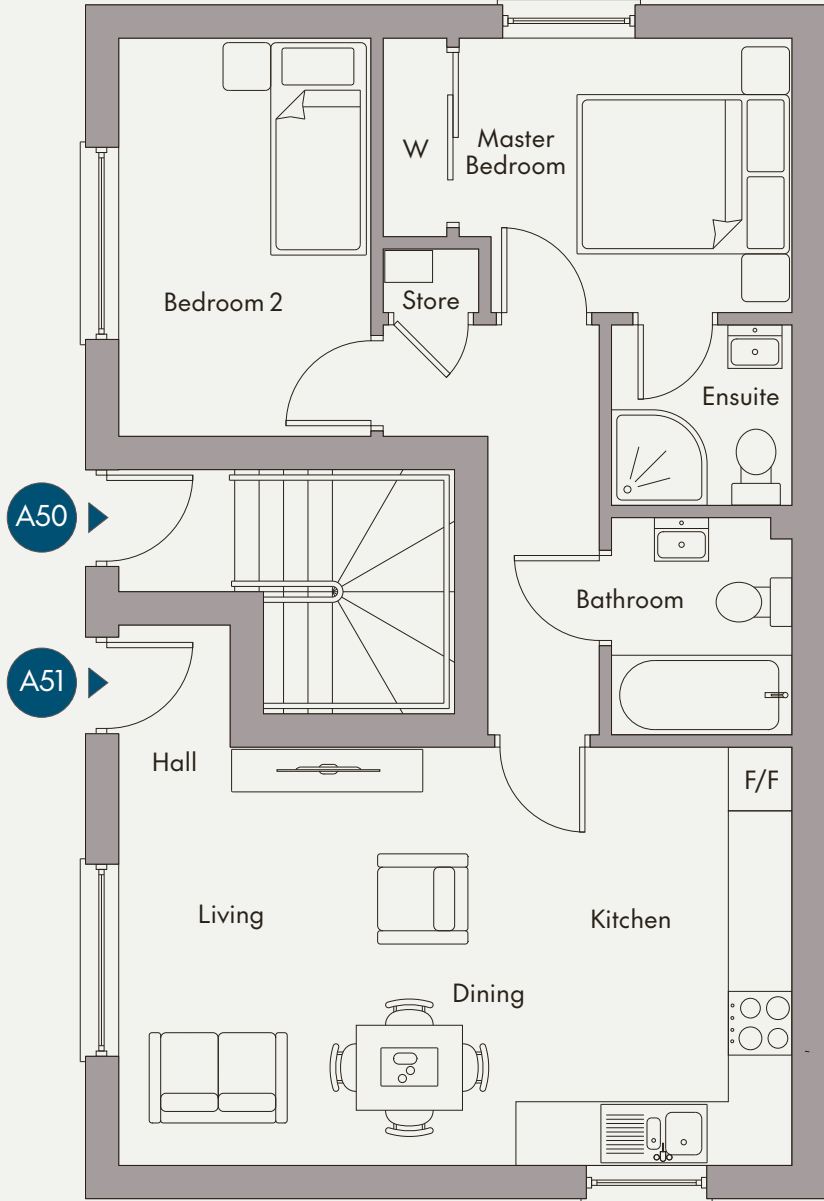 W
Master
Bedroom
Bedroom 2
Store
Ensuite
A50
Bathroom
A51
Hall
F/F
Living
Kitchen
Dining